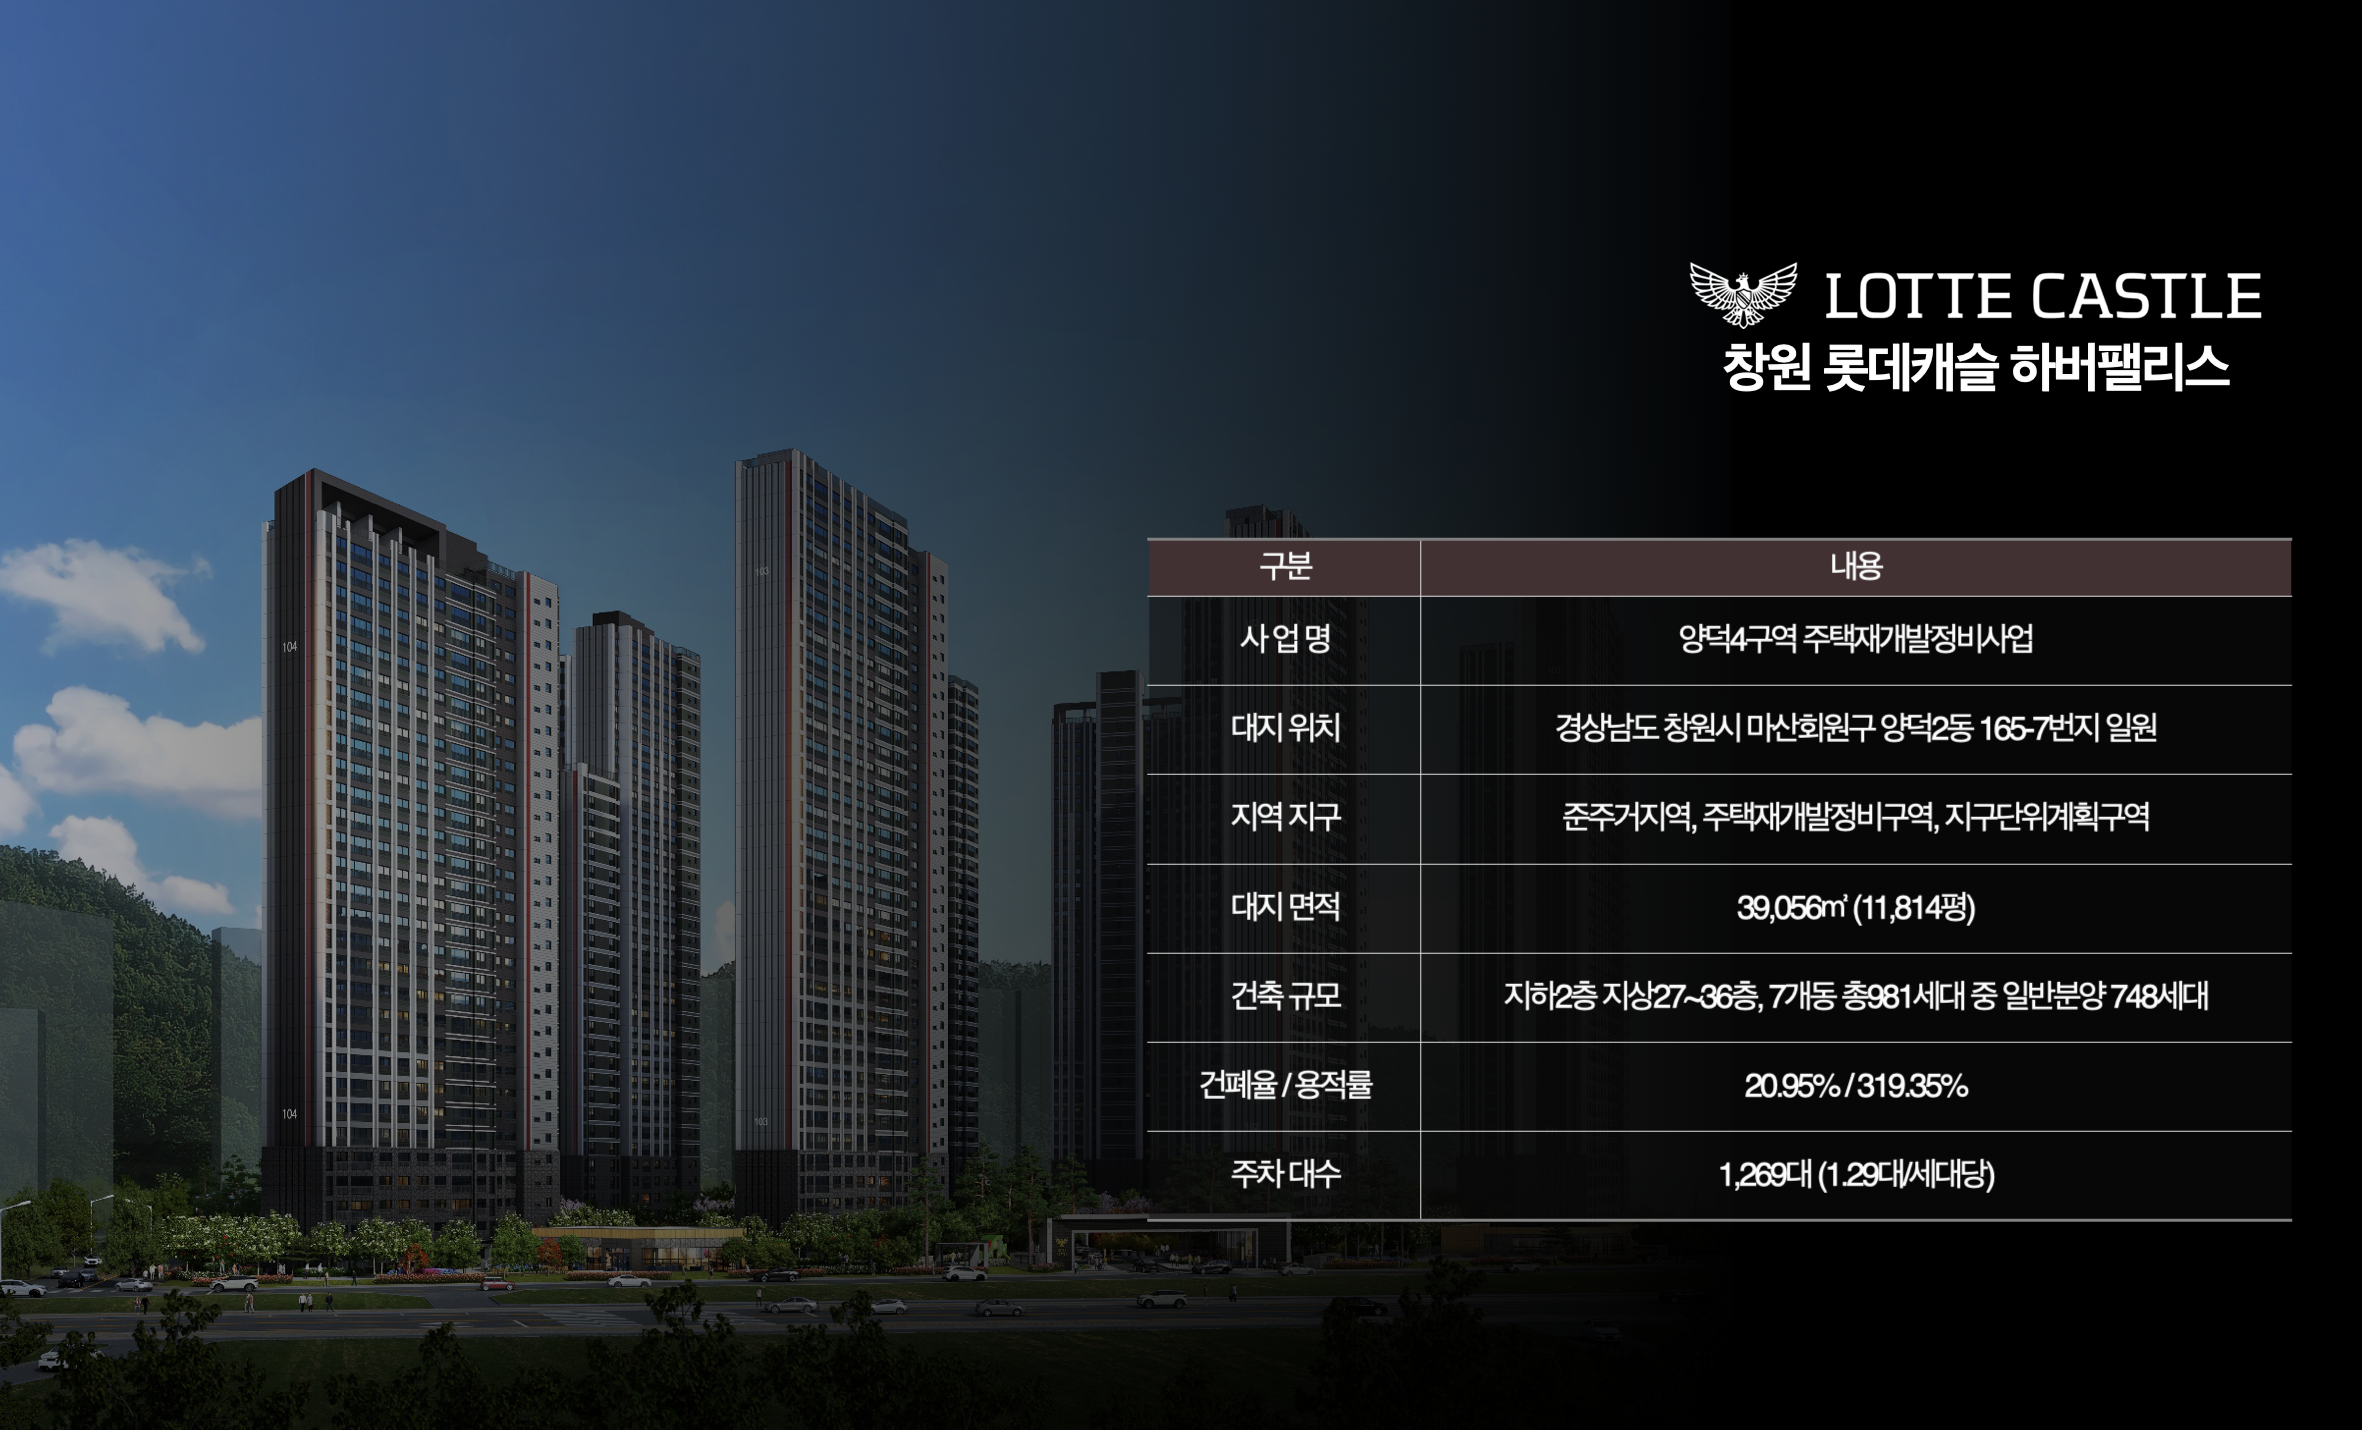 LOTTE CASTLE
창원 롯데캐슬 하버팰리스
구분 내용
사 업 명 양덕4구역 주택재개발정비사업
대지 위치 경상남도 창원시 마산회원구 양덕2동 165-7번지 일원
지역 지구 준주거지역, 주택재개발정비구역, 지구단위계획구역
대지 면적 39,056㎡ (11,814평)
건축 규모 지하2층 지상27~36층, 7개동 총981세대 중 일반분양 748세대
건폐율 / 용적률 20.95% / 319.35%
주차 대수 1,269대 (1.29대/세대당)
103
104
104
103